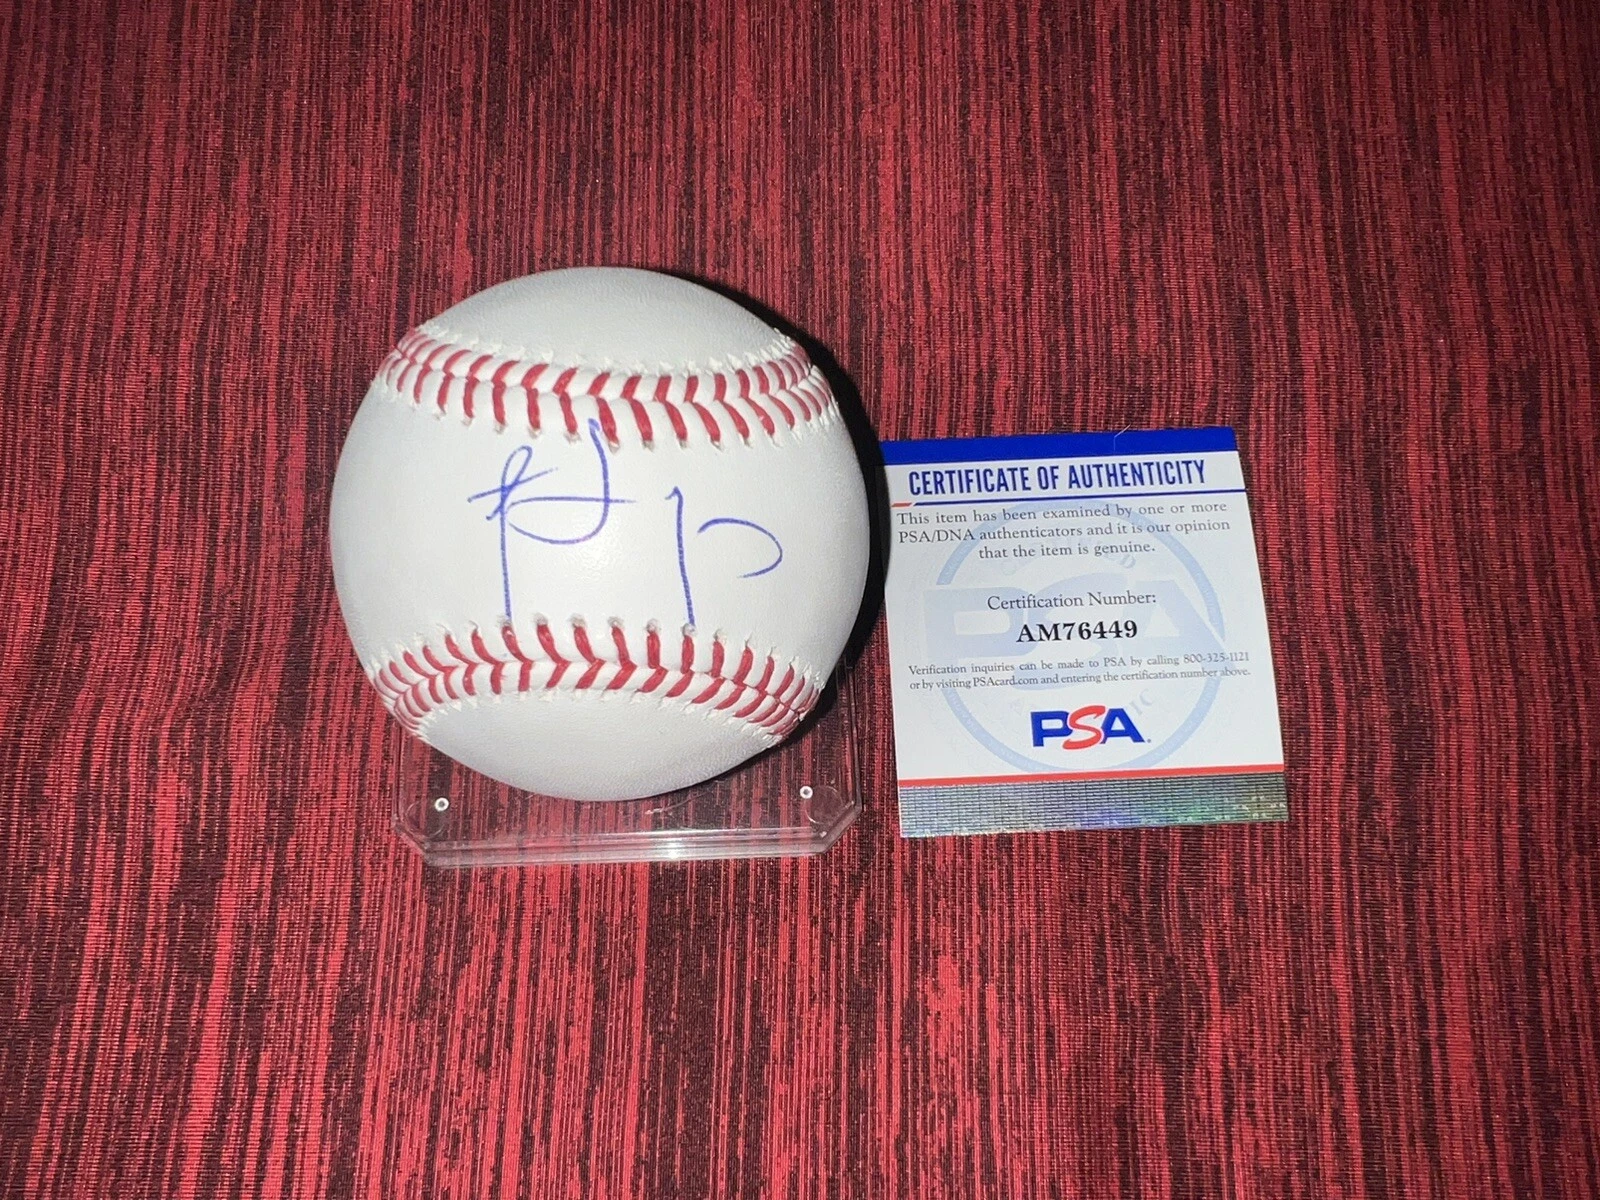 CERTIFICATE OF AUTHENTICITY
This item has been examined by one or more
PSA/DNA authenticators and it is our opinion
that the item is genuine.
Certification Number:
AM76449
Verification inquiries can be made to PSA by calling 800-325-1121
or by visiting PSAcard.com and entering the certification number above.
PSA